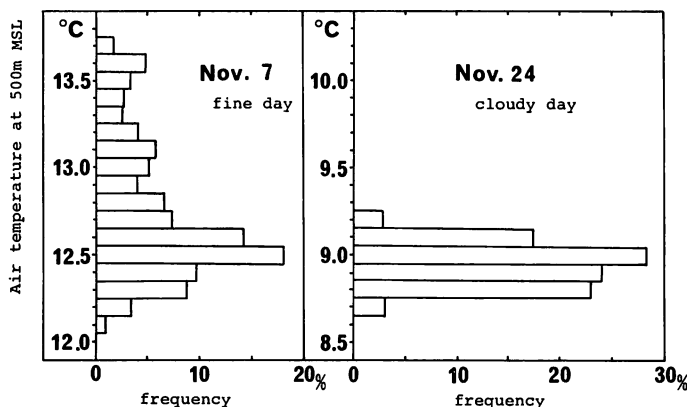 Air temperature at 500m MSL
°C
13.5
13.0
12.5
12.0
Nov. 7
fine day
0
10
20%
frequency
°C
10.0
9.5
9.0
8.5
Nov. 24
cloudy day
0
10
20
30%
frequency